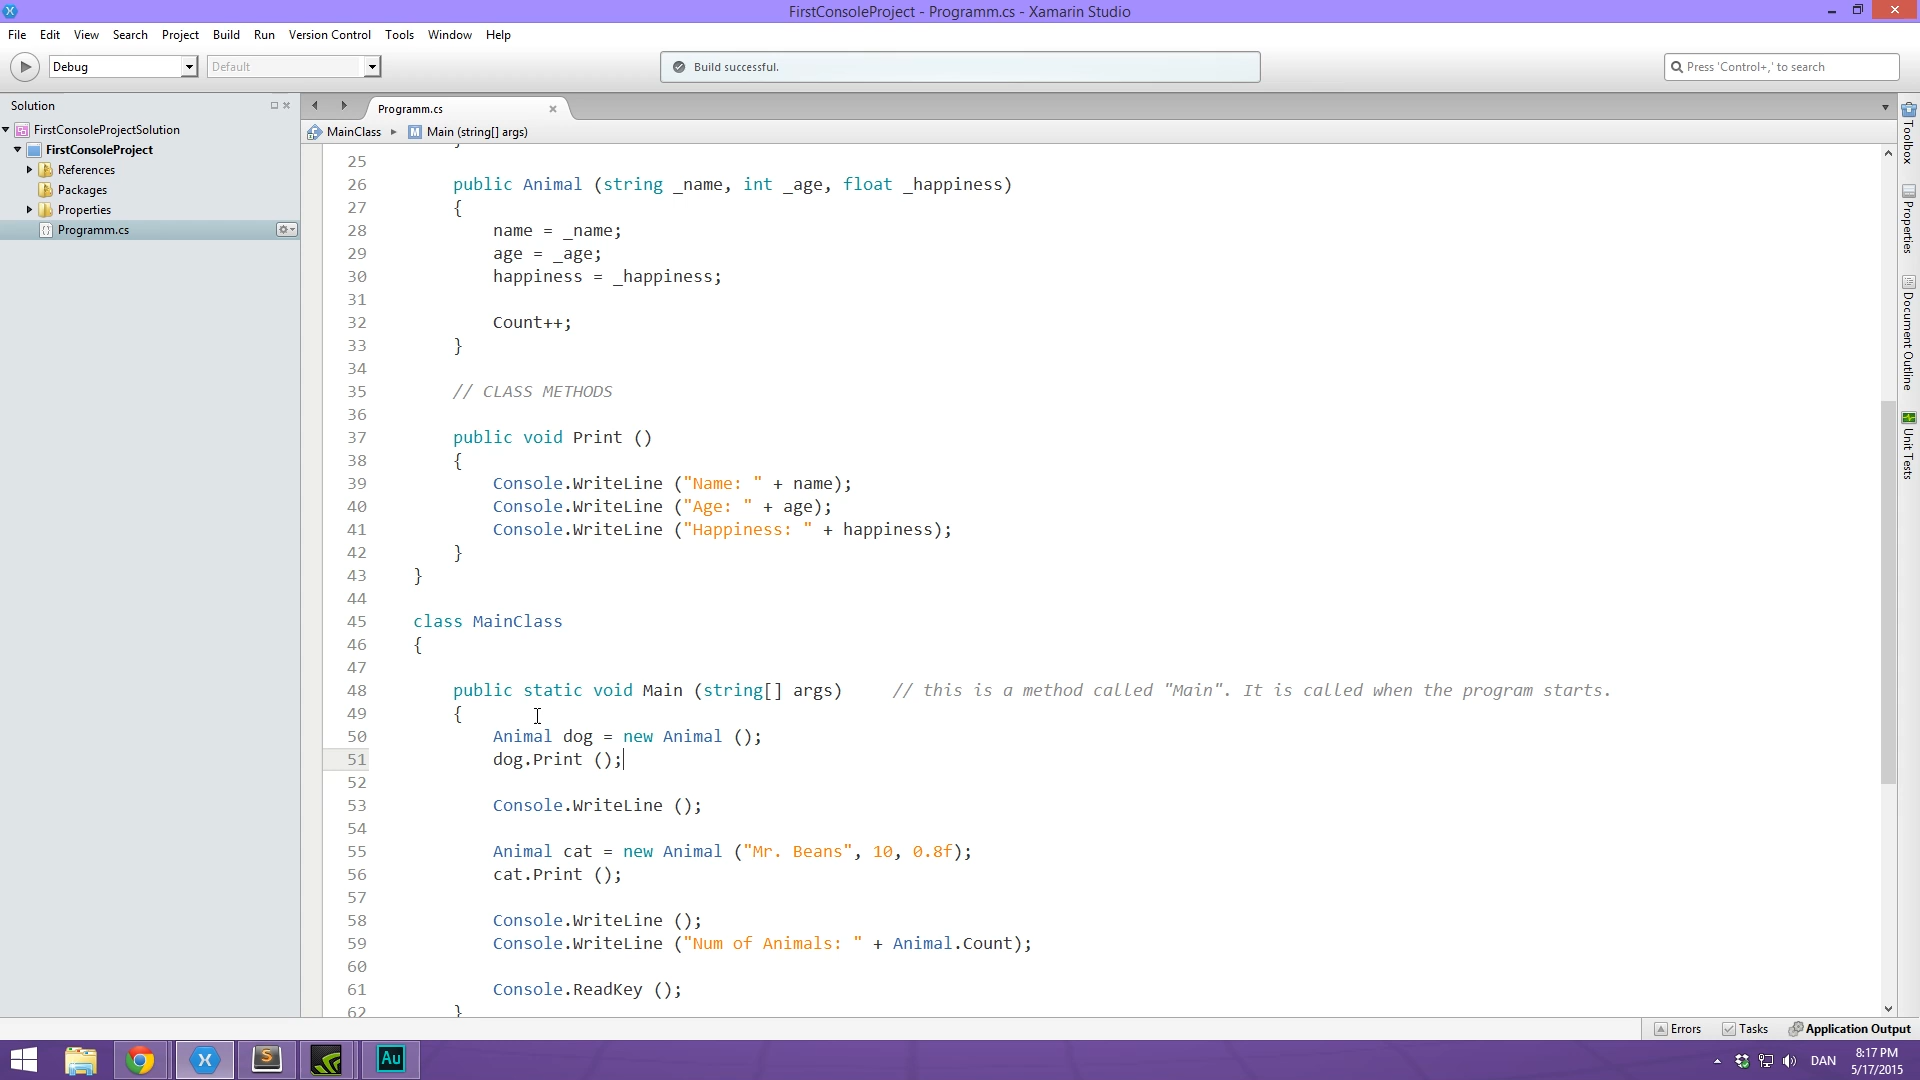 FirstConsoleProject - Programm.cs - Xamarin Studio
File Edit View Search Project Build Run Version Control Tools Window Help
Debug Default Build successful. Press 'Control+,' to search
Solution
FirstConsoleProjectSolution
FirstConsoleProject
References
Packages
Properties
Programm.cs
Programm.cs
MainClass Main (string[] args)
25
26 public Animal (string _name, int _age, float _happiness)
27 {
28 name = _name;
29 age = _age;
30 happiness = _happiness;
31
32 Count++;
33 }
34
35 // CLASS METHODS
36
37 public void Print ()
38 {
39 Console.WriteLine ("Name: " + name);
40 Console.WriteLine ("Age: " + age);
41 Console.WriteLine ("Happiness: " + happiness);
42 }
43 }
44
45 class MainClass
46 {
47
48 public static void Main (string[] args) // this is a method called "Main". It is called when the program starts.
49 {
50 Animal dog = new Animal ();
51 dog.Print ();
52
53 Console.WriteLine ();
54
55 Animal cat = new Animal ("Mr. Beans", 10, 0.8f);
56 cat.Print ();
57
58 Console.WriteLine ();
59 Console.WriteLine ("Num of Animals: " + Animal.Count);
60
61 Console.ReadKey ();
62 }
Toolbox
Properties
Document Outline
Unit Tests
Errors Tasks Application Output
S Au DAN 8:17 PM
5/17/2015